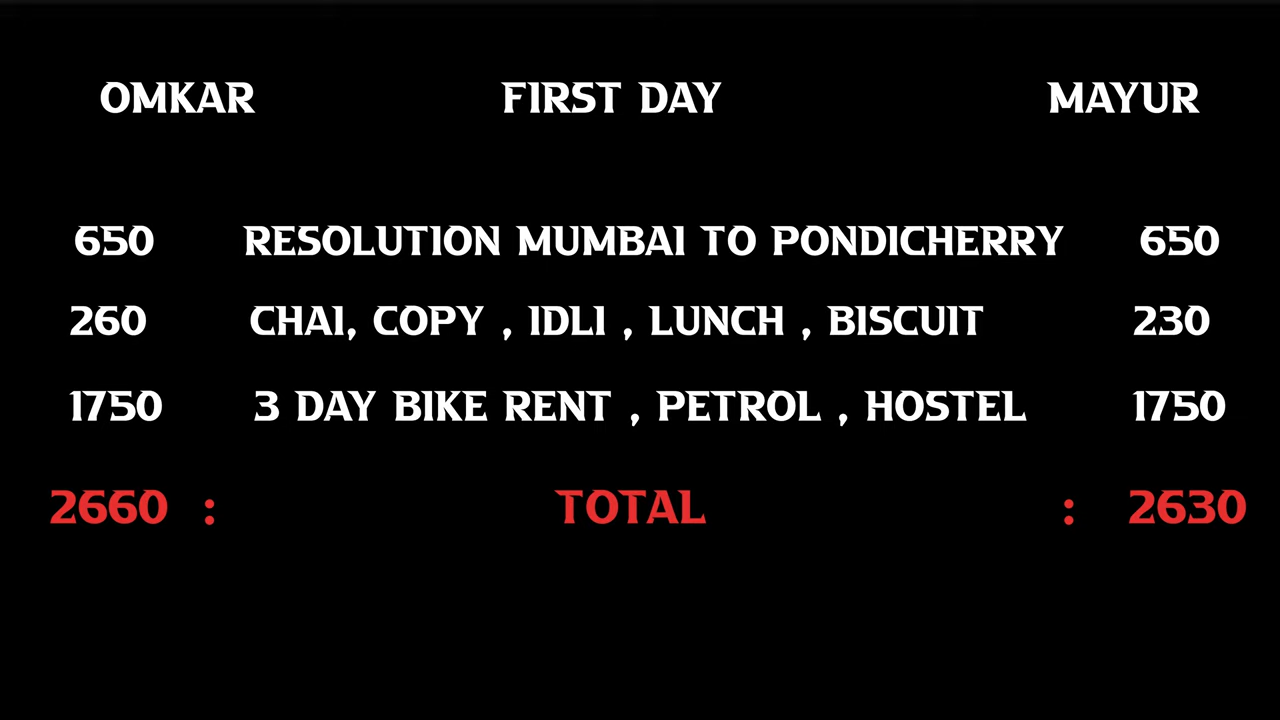 OMKAR FIRST DAY MAYUR
650 RESOLUTION MUMBAI TO PONDICHERRY 650
260 CHAI, COPY , IDLI , LUNCH , BISCUIT 230
1750 3 DAY BIKE RENT , PETROL , HOSTEL 1750
2660 : TOTAL : 2630